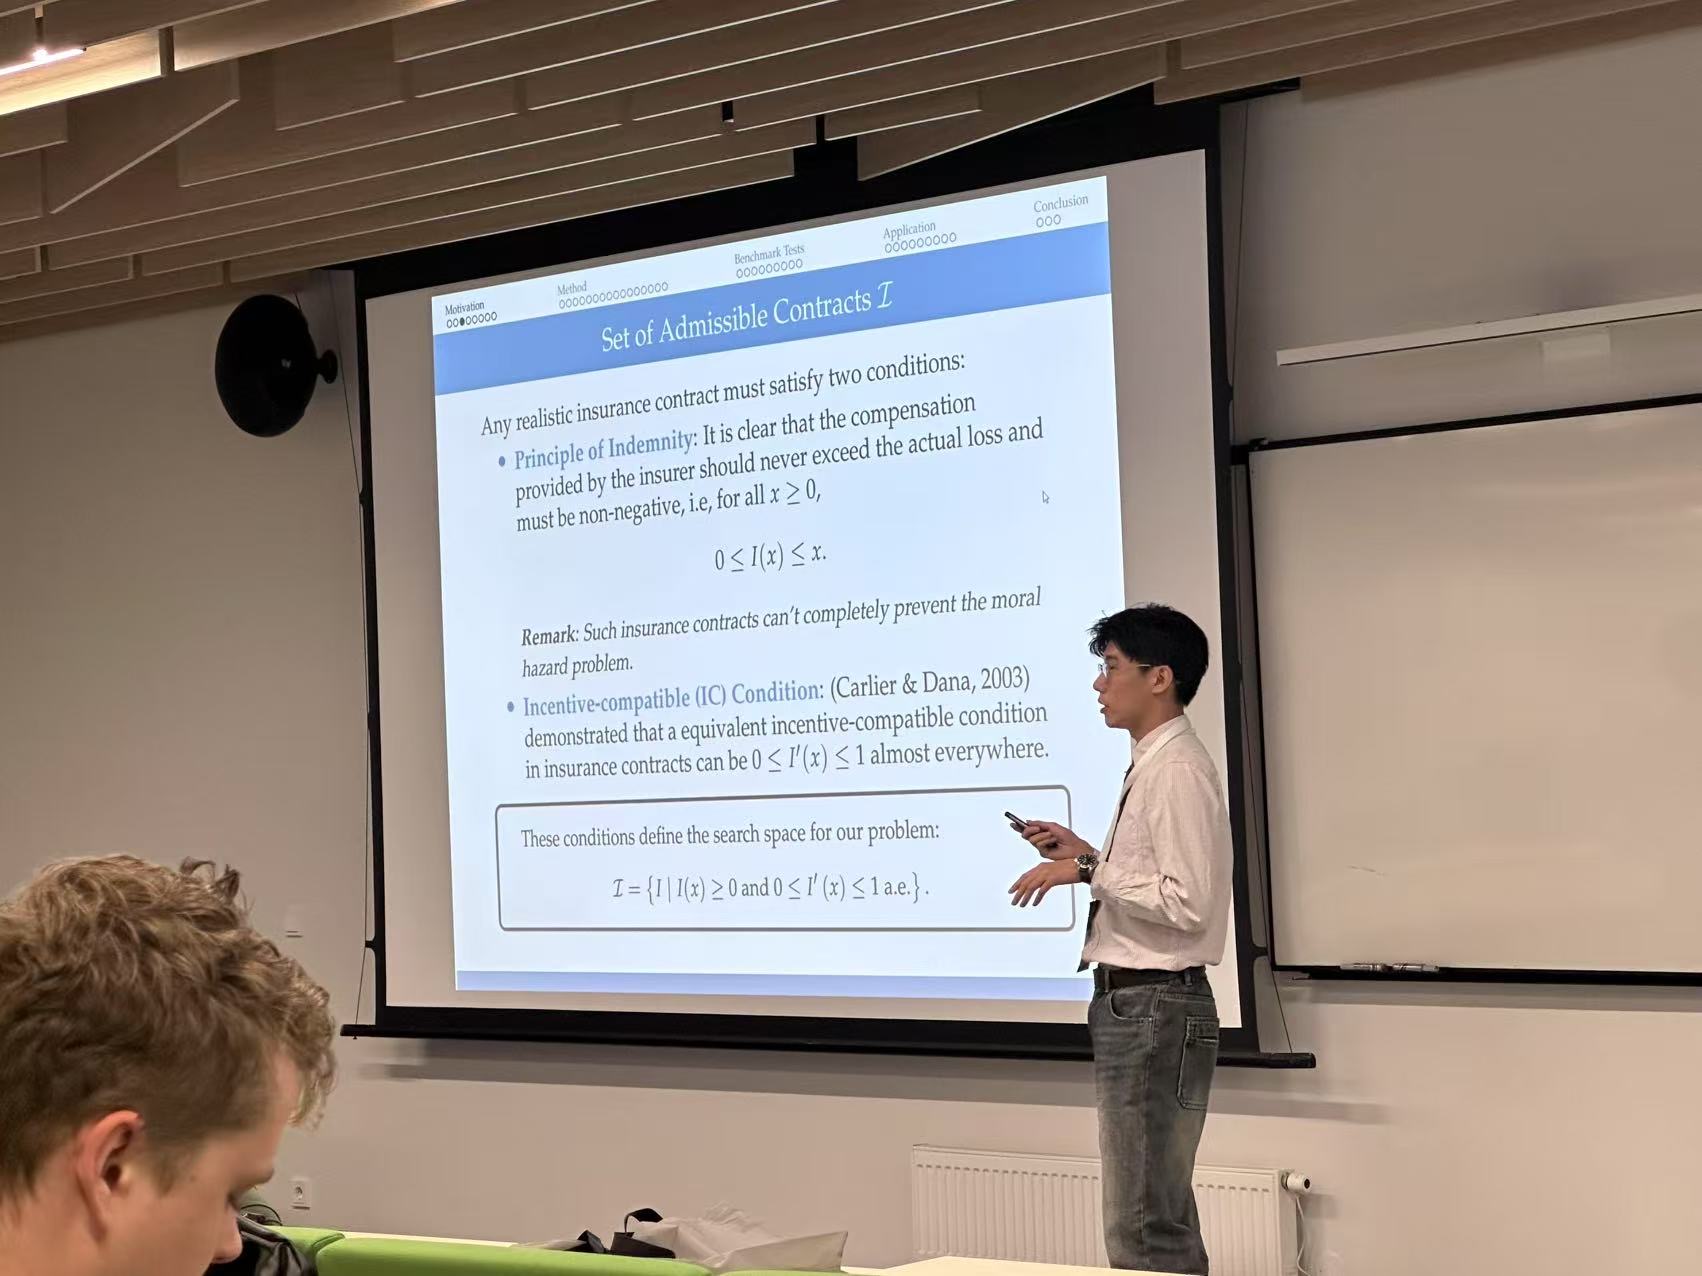 Motivation
Method
Benchmark Tests
Application
Conclusion
Set of Admissible Contracts ℐ
Any realistic insurance contract must satisfy two conditions:
• Principle of Indemnity: It is clear that the compensation
provided by the insurer should never exceed the actual loss and
must be non-negative, i.e, for all x ≥ 0,
0 ≤ I(x) ≤ x.
Remark: Such insurance contracts can't completely prevent the moral
hazard problem.
• Incentive-compatible (IC) Condition: (Carlier & Dana, 2003)
demonstrated that a equivalent incentive-compatible condition
in insurance contracts can be 0 ≤ I′(x) ≤ 1 almost everywhere.
These conditions define the search space for our problem:
ℐ = {I | I(x) ≥ 0 and 0 ≤ I′(x) ≤ 1 a.e.}.